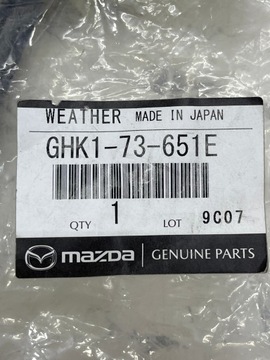 WEATHER MADE IN JAPAN
GHK1-73-651E
QTY 1 LOT 9C07
mazda GENUINE PARTS